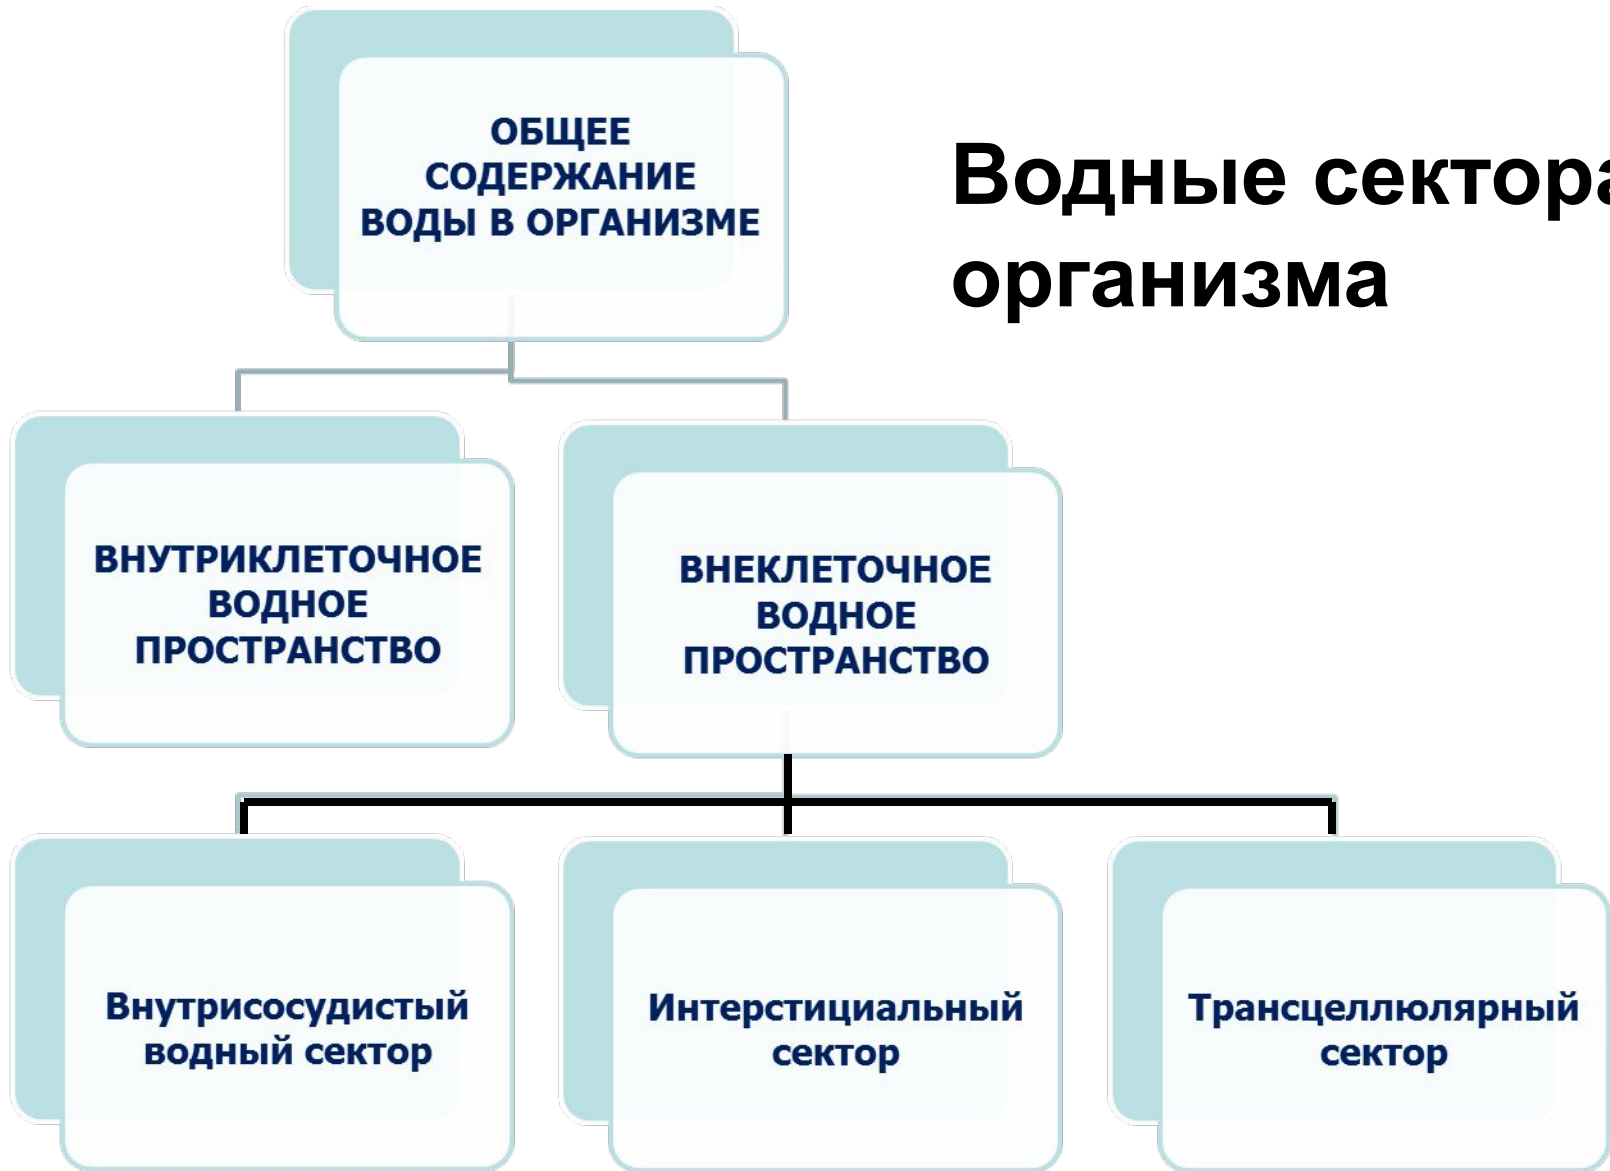 ОБЩЕЕ
СОДЕРЖАНИЕ
ВОДЫ В ОРГАНИЗМЕ
Водные сектора
организма
ВНУТРИКЛЕТОЧНОЕ
ВОДНОЕ
ПРОСТРАНСТВО
ВНЕКЛЕТОЧНОЕ
ВОДНОЕ
ПРОСТРАНСТВО
Внутрисосудистый
водный сектор
Интерстициальный
сектор
Трансцеллюлярный
сектор